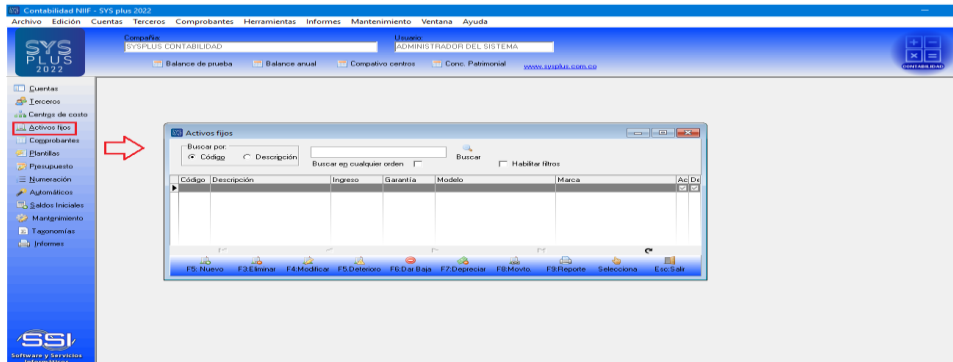 Contabilidad NIIF - SYS plus 2022
Archivo Edición Cuentas Terceros Comprobantes Herramientas Informes Mantenimiento Ventana Ayuda
SYS
PLUS
2022
Compañia:
SYSPLUS CONTABILIDAD
Usuario:
ADMINISTRADOR DEL SISTEMA
Balance de prueba Balance anual Compativo centros Conc. Patrimonial www.sysplus.com.co
CONTABILIDAD
Cuentas
Terceros
Centros de costo
Activos fijos
Comprobantes
Plantillas
Presupuesto
Numeración
Automáticos
Saldos Iniciales
Mantenimiento
Taxonomías
Informes
Activos fijos
Buscar por:
Código Descripción
Buscar en cualquier orden
Buscar
Habilitar filtros
Código Descripción Ingreso Garantía Modelo Marca Ac De
F5: Nuevo F3:Eliminar F4:Modificar F5.Deterioro F6:Dar Baja F7:Depreciar F8:Movto. F9:Reporte Selecciona Esc:Salir
SSI
Software y Servicios
Informáticos